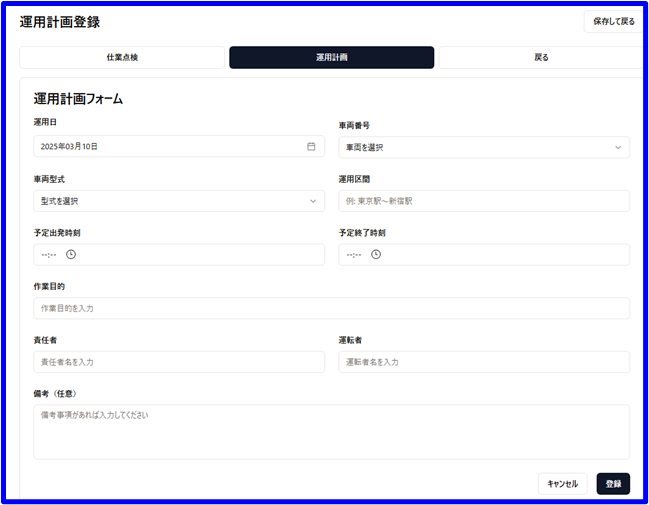 運用計画登録
保存して戻る
仕業点検
運用計画
戻る
運用計画フォーム
運用日
車両番号
2025年03月10日
車両を選択
車両型式
運用区間
型式を選択
例: 東京駅～新宿駅
予定出発時刻
予定終了時刻
--:--
--:--
作業目的
作業目的を入力
責任者
運転者
責任者名を入力
運転者名を入力
備考（任意）
備考事項があれば入力してください
キャンセル
登録